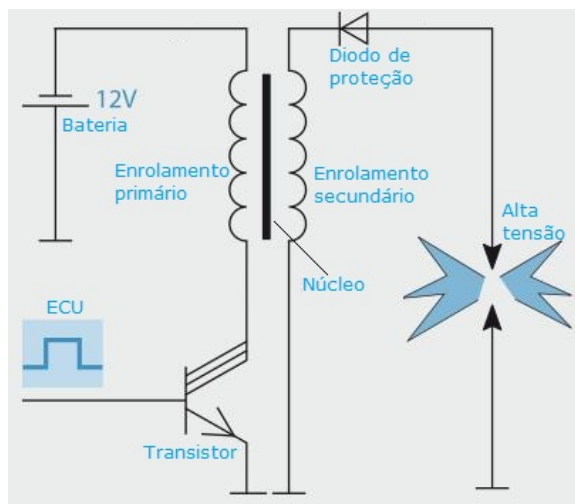 Diodo de
proteção
12V
Bateria
Enrolamento
primário
Enrolamento
secundário
Alta
tensão
Núcleo
ECU
Transistor